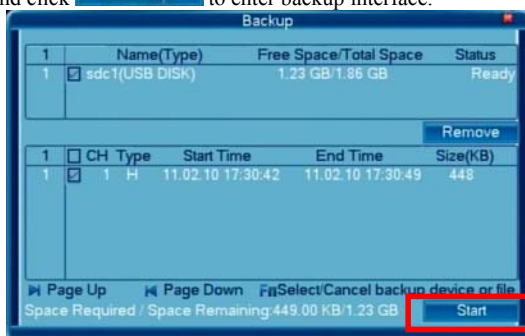 nd click to enter backup interface.
Backup
1 Name(Type) Free Space/Total Space Status
1 sdc1(USB DISK) 1.23 GB/1.86 GB Ready
Remove
1 CH Type Start Time End Time Size(KB)
1 1 H 11.02.10 17:30:42 11.02.10 17:30:49 448
Page Up Page Down Fn Select/Cancel backup device or file
Space Required / Space Remaining:449.00 KB/1.23 GB Start